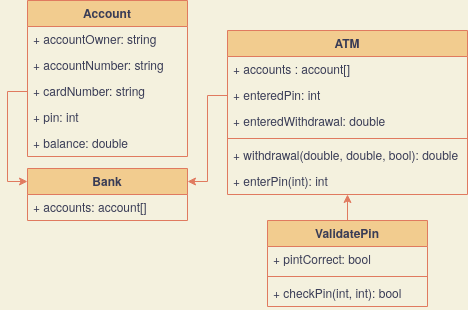 Account
+ accountOwner: string
+ accountNumber: string
+ cardNumber: string
+ pin: int
+ balance: double
Bank
+ accounts: account[]
ATM
+ accounts : account[]
+ enteredPin: int
+ enteredWithdrawal: double
+ withdrawal(double, double, bool): double
+ enterPin(int): int
ValidatePin
+ pintCorrect: bool
+ checkPin(int, int): bool